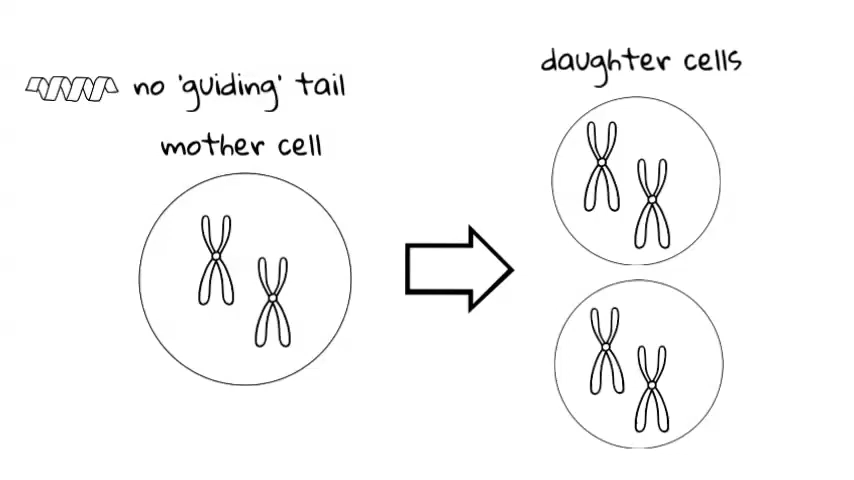 no 'guiding' tail
mother cell
daughter cells